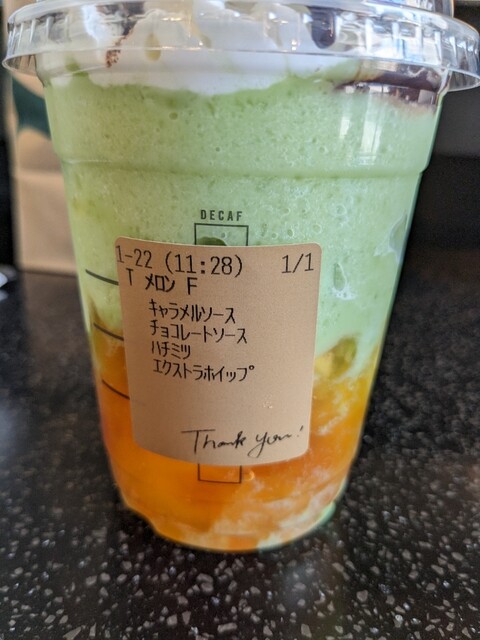 DECAF
1-22 (11:28) 1/1
T メロン F
キャラメルソース
チョコレートソース
ハチミツ
エクストラホイップ
Thank you!